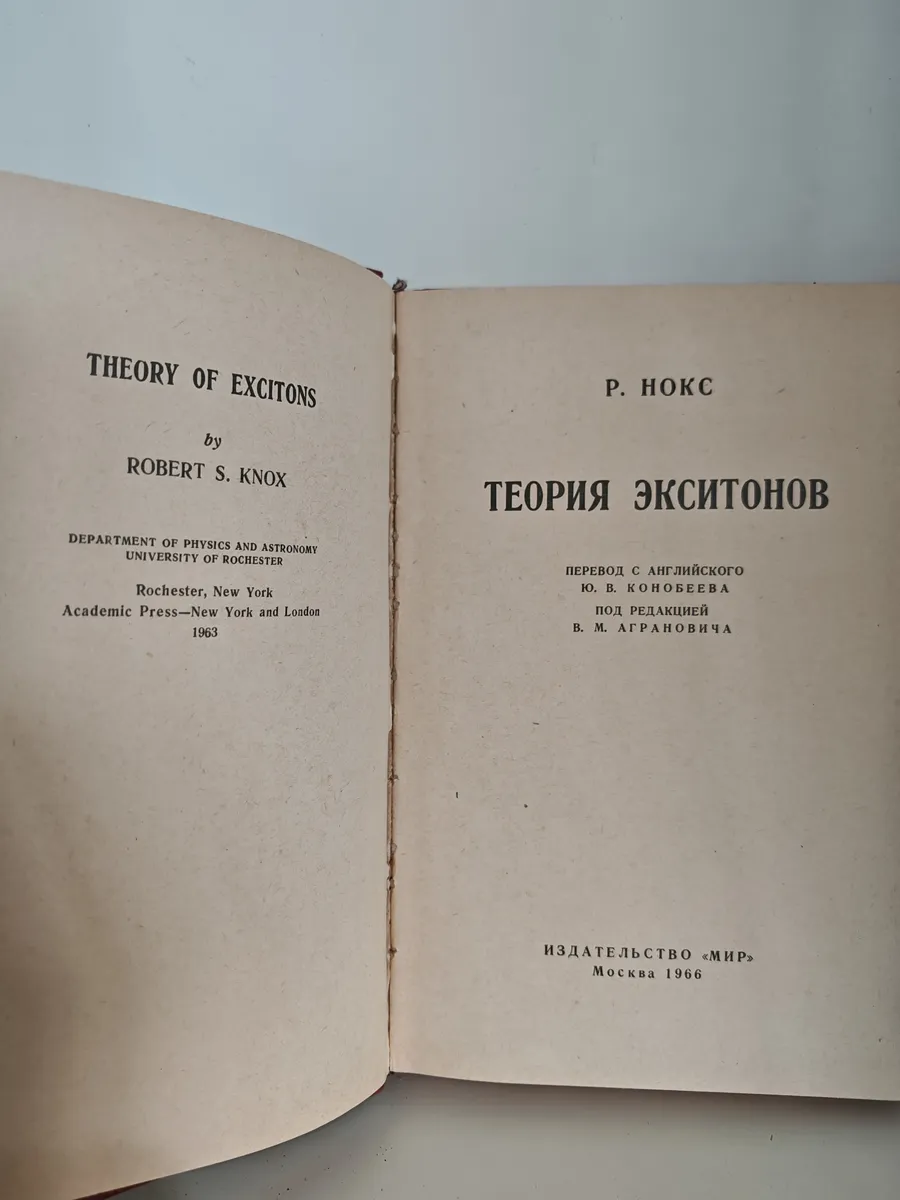 THEORY OF EXCITONS
by
ROBERT S. KNOX
DEPARTMENT OF PHYSICS AND ASTRONOMY
UNIVERSITY OF ROCHESTER
Rochester, New York
Academic Press—New York and London
1963
Р. НОКС
ТЕОРИЯ ЭКСИТОНОВ
ПЕРЕВОД С АНГЛИЙСКОГО
Ю. В. КОНОБЕЕВА
ПОД РЕДАКЦИЕЙ
В. М. АГРАНОВИЧА
ИЗДАТЕЛЬСТВО «МИР»
Москва 1966